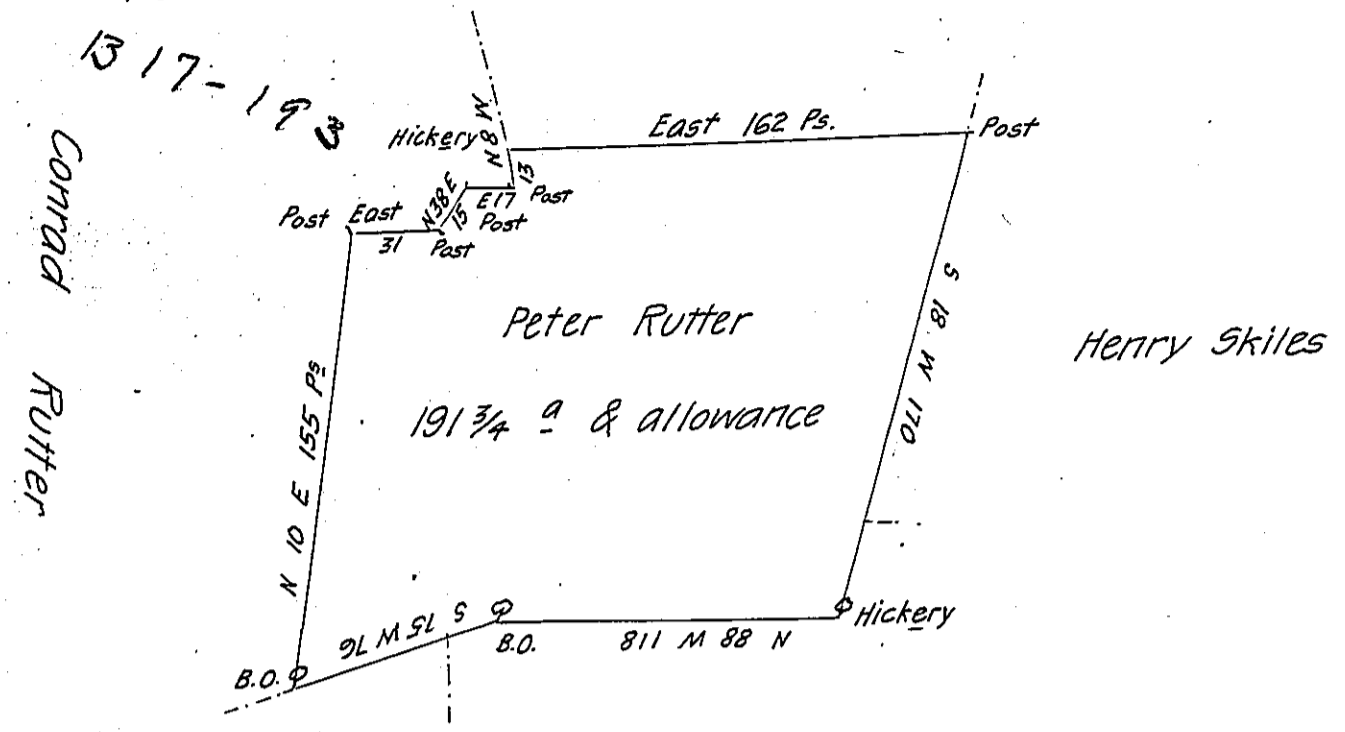 B 17-193
Conrad Rutter
Hickery
N 8 W
13
East 162 Ps.
Post
Post
East
31
Post
N38E
15
Post
E17
Post
S 18 W 170
Peter Rutter
191 3/4 a & allowance
Henry Skiles
N 10 E 155 Ps
B.O.
S 75 W 76
B.O.
N 88 W 118
Hickery